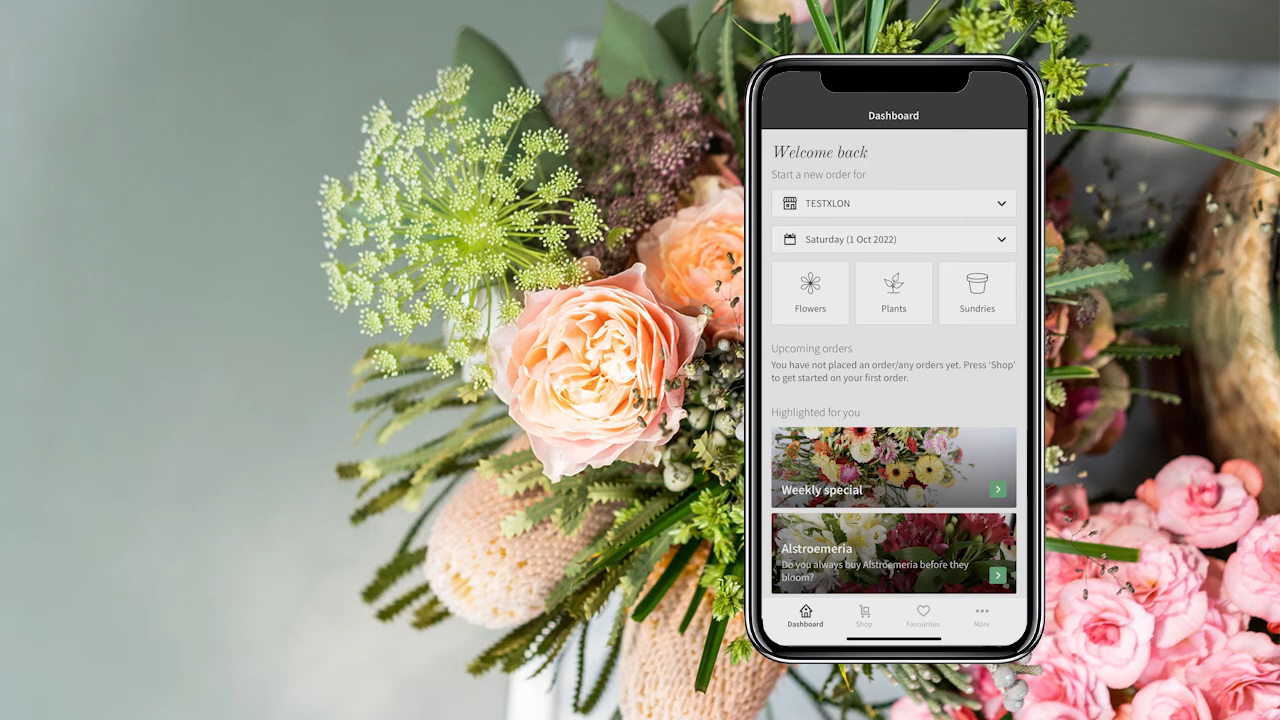 Dashboard
Welcome back
Start a new order for
TESTXLON
Saturday (1 Oct 2022)
Flowers
Plants
Sundries
Upcoming orders
You have not placed an order/any orders yet. Press 'Shop'
to get started on your first order.
Highlighted for you
Weekly special
Alstroemeria
Do you always buy Alstroemeria before they
bloom?
Dashboard
Shop
Favourites
More